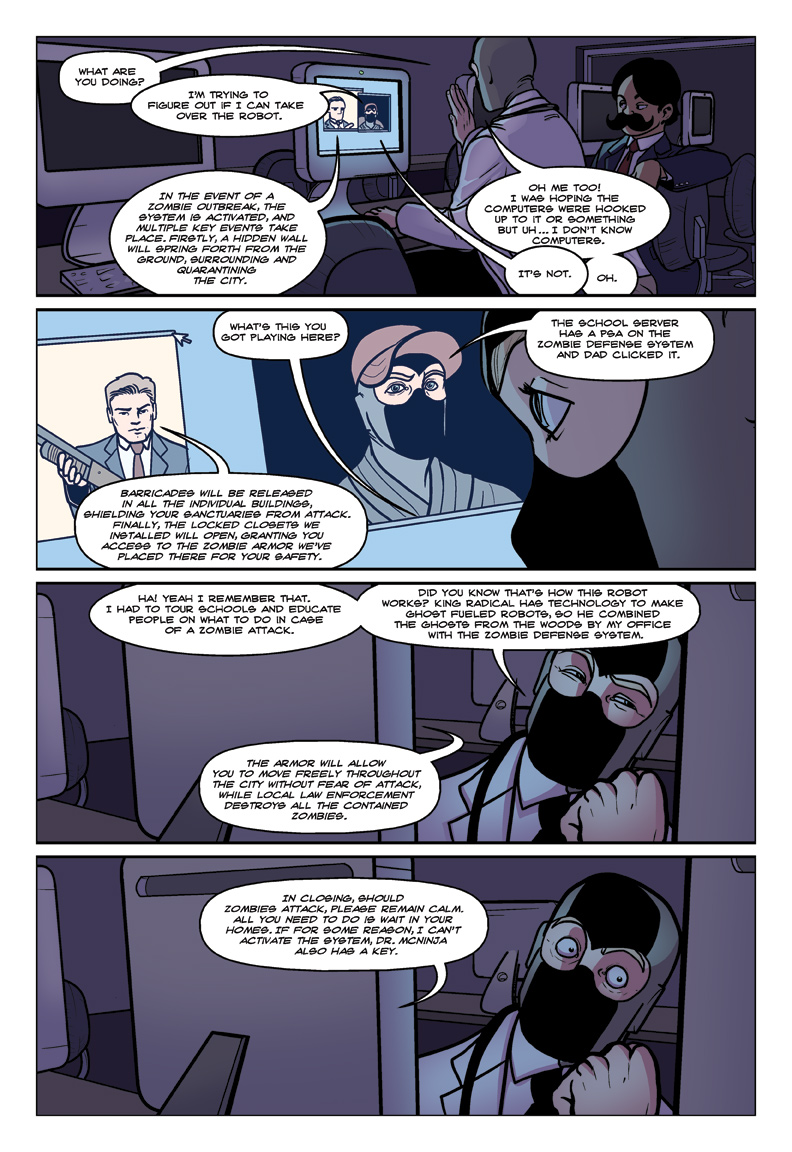 WHAT ARE
YOU DOING?
I'M TRYING TO
FIGURE OUT IF I CAN TAKE
OVER THE ROBOT.
IN THE EVENT OF A
ZOMBIE OUTBREAK, THE
SYSTEM IS ACTIVATED, AND
MULTIPLE KEY EVENTS TAKE
PLACE. FIRSTLY, A HIDDEN WALL
WILL SPRING FORTH FROM THE
GROUND, SURROUNDING AND
QUARANTINING
THE CITY.
OH ME TOO!
I WAS HOPING THE
COMPUTERS WERE HOOKED
UP TO IT OR SOMETHING
BUT UH... I DON'T KNOW
COMPUTERS.
IT'S NOT.
OH.
WHAT'S THIS YOU
GOT PLAYING HERE?
THE SCHOOL SERVER
HAS A PSA ON THE
ZOMBIE DEFENSE SYSTEM
AND DAD CLICKED IT.
BARRICADES WILL BE RELEASED
IN ALL THE INDIVIDUAL BUILDINGS,
SHIELDING YOUR SANCTUARIES FROM ATTACK.
FINALLY, THE LOCKED CLOSETS WE
INSTALLED WILL OPEN, GRANTING YOU
ACCESS TO THE ZOMBIE ARMOR WE'VE
PLACED THERE FOR YOUR SAFETY.
HA! YEAH I REMEMBER THAT.
I HAD TO TOUR SCHOOLS AND EDUCATE
PEOPLE ON WHAT TO DO IN CASE
OF A ZOMBIE ATTACK.
DID YOU KNOW THAT'S HOW THIS ROBOT
WORKS? KING RADICAL HAS TECHNOLOGY TO MAKE
GHOST FUELED ROBOTS, SO HE COMBINED
THE GHOSTS FROM THE WOODS BY MY OFFICE
WITH THE ZOMBIE DEFENSE SYSTEM.
THE ARMOR WILL ALLOW
YOU TO MOVE FREELY THROUGHOUT
THE CITY WITHOUT FEAR OF ATTACK,
WHILE LOCAL LAW ENFORCEMENT
DESTROYS ALL THE CONTAINED
ZOMBIES.
IN CLOSING, SHOULD
ZOMBIES ATTACK, PLEASE REMAIN CALM.
ALL YOU NEED TO DO IS WAIT IN YOUR
HOMES. IF FOR SOME REASON, I CAN'T
ACTIVATE THE SYSTEM, DR. MCNINJA
ALSO HAS A KEY.